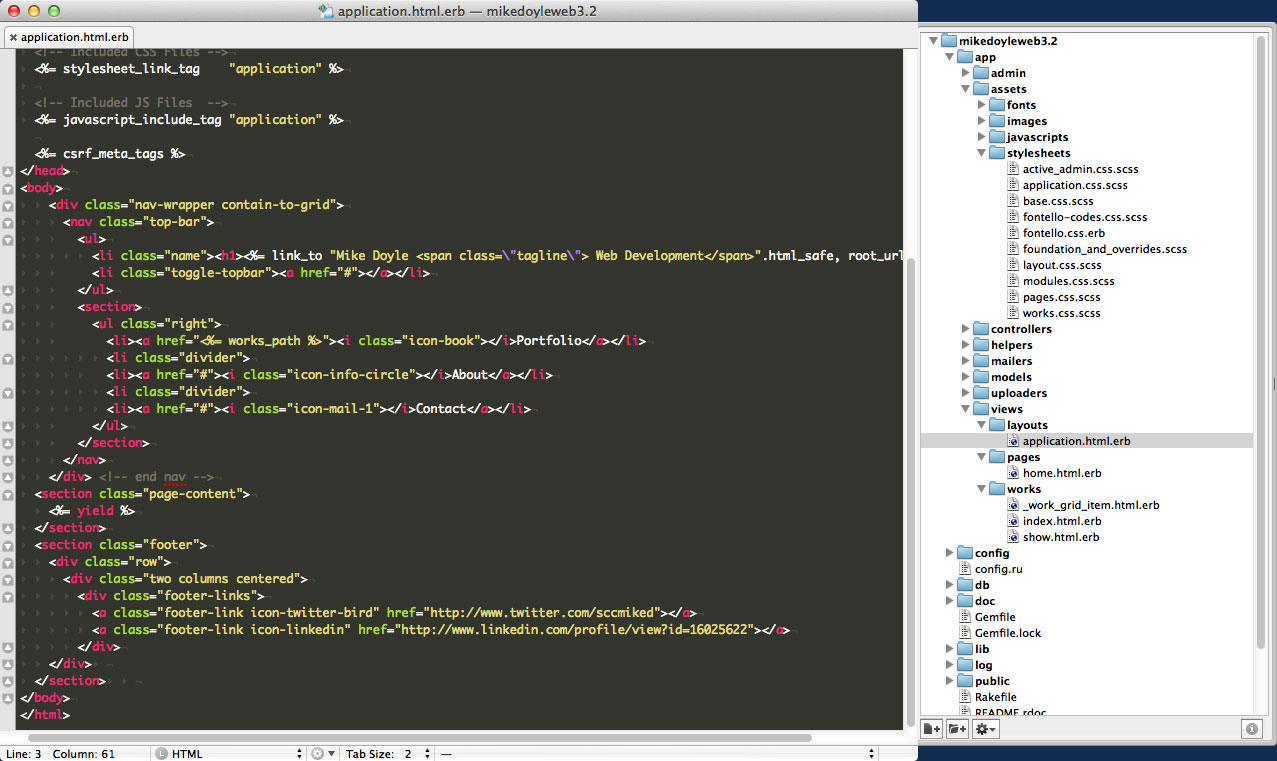 application.html.erb — mikedoyleweb3.2
application.html.erb
<!-- Included CSS Files -->
<%= stylesheet_link_tag    "application" %>
<!-- Included JS Files  -->
<%= javascript_include_tag "application" %>
<%= csrf_meta_tags %>
</head>
<body>
<div class="nav-wrapper contain-to-grid">
<nav class="top-bar">
<ul>
<li class="name"><h1><%= link_to "Mike Doyle <span class=\"tagline\"> Web Development</span>".html_safe, root_url
<li class="toggle-topbar"><a href="#"></a></li>
</ul>
<section>
<ul class="right">
<li><a href="<%= works_path %>"><i class="icon-book"></i>Portfolio</a></li>
<li class="divider">
<li><a href="#"><i class="icon-info-circle"></i>About</a></li>
<li class="divider">
<li><a href="#"><i class="icon-mail-1"></i>Contact</a></li>
</ul>
</section>
</nav>
</div> <!-- end nav -->
<section class="page-content">
<%= yield %>
</section>
<section class="footer">
<div class="row">
<div class="two columns centered">
<div class="footer-links">
<a class="footer-link icon-twitter-bird" href="http://www.twitter.com/sccmiked"></a>
<a class="footer-link icon-linkedin" href="http://www.linkedin.com/profile/view?id=16025622"></a>
</div>
</div>
</section>
</body>
</html>
Line: 3 Column: 61
L HTML
Tab Size: 2
—
mikedoyleweb3.2
app
admin
assets
fonts
images
javascripts
stylesheets
active_admin.css.scss
application.css.scss
base.css.scss
fontello-codes.css.scss
fontello.css.erb
foundation_and_overrides.scss
layout.css.scss
modules.css.scss
pages.css.scss
works.css.scss
controllers
helpers
mailers
models
uploaders
views
layouts
application.html.erb
pages
home.html.erb
works
_work_grid_item.html.erb
index.html.erb
show.html.erb
config
config.ru
db
doc
Gemfile
Gemfile.lock
lib
log
public
Rakefile
README.rdoc